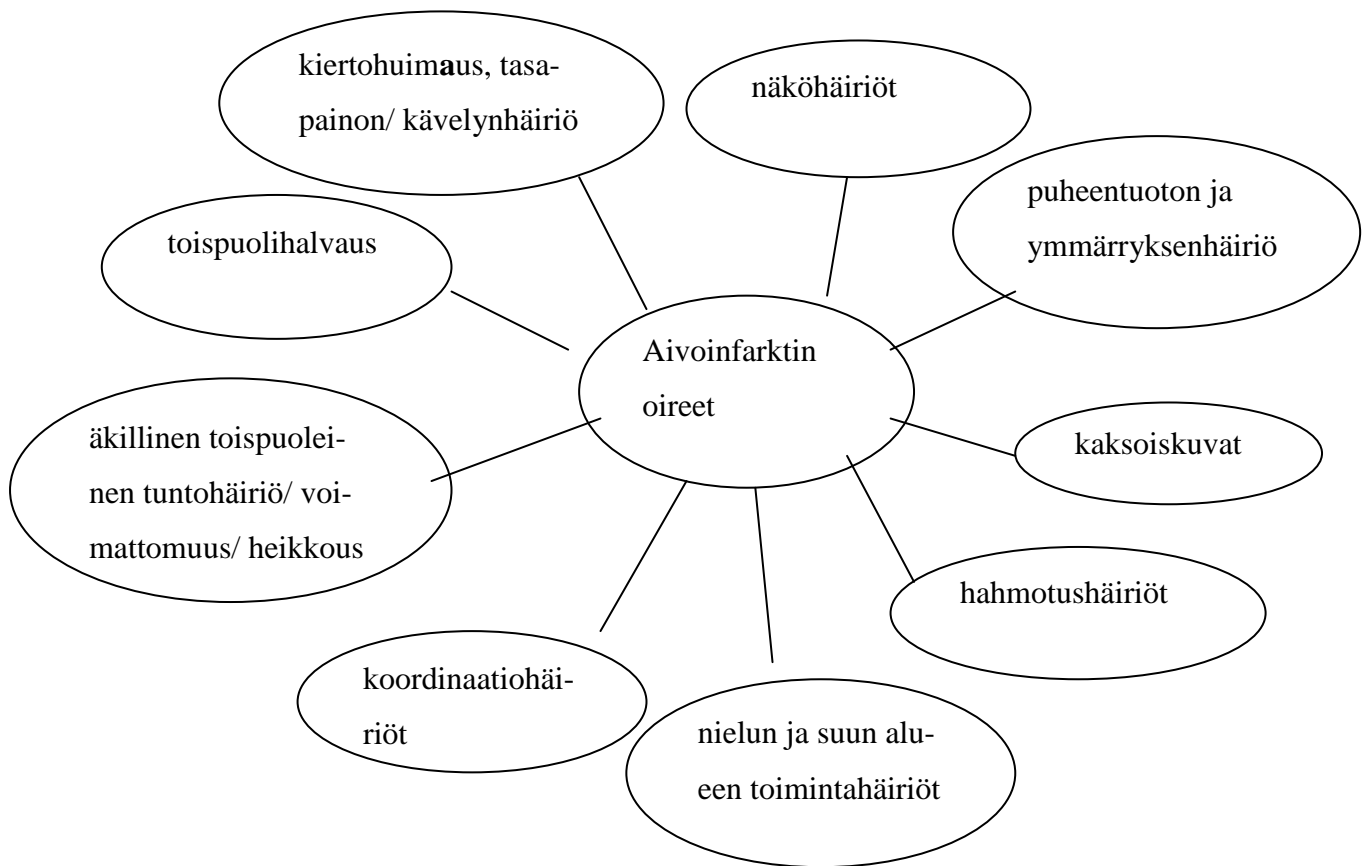 kiertohuimaus, tasa-
painon/ kävelynhäiriö
näköhäiriöt
puheentuoton ja
ymmärryksenhäiriö
toispuolihalvaus
Aivoinfarktin
oireet
äkillinen toispuolei-
nen tuntohäiriö/ voi-
mattomuus/ heikkous
kaksoiskuvat
hahmotushäiriöt
koordinaatiohäi-
riöt
nielun ja suun alu-
een toimintahäiriöt